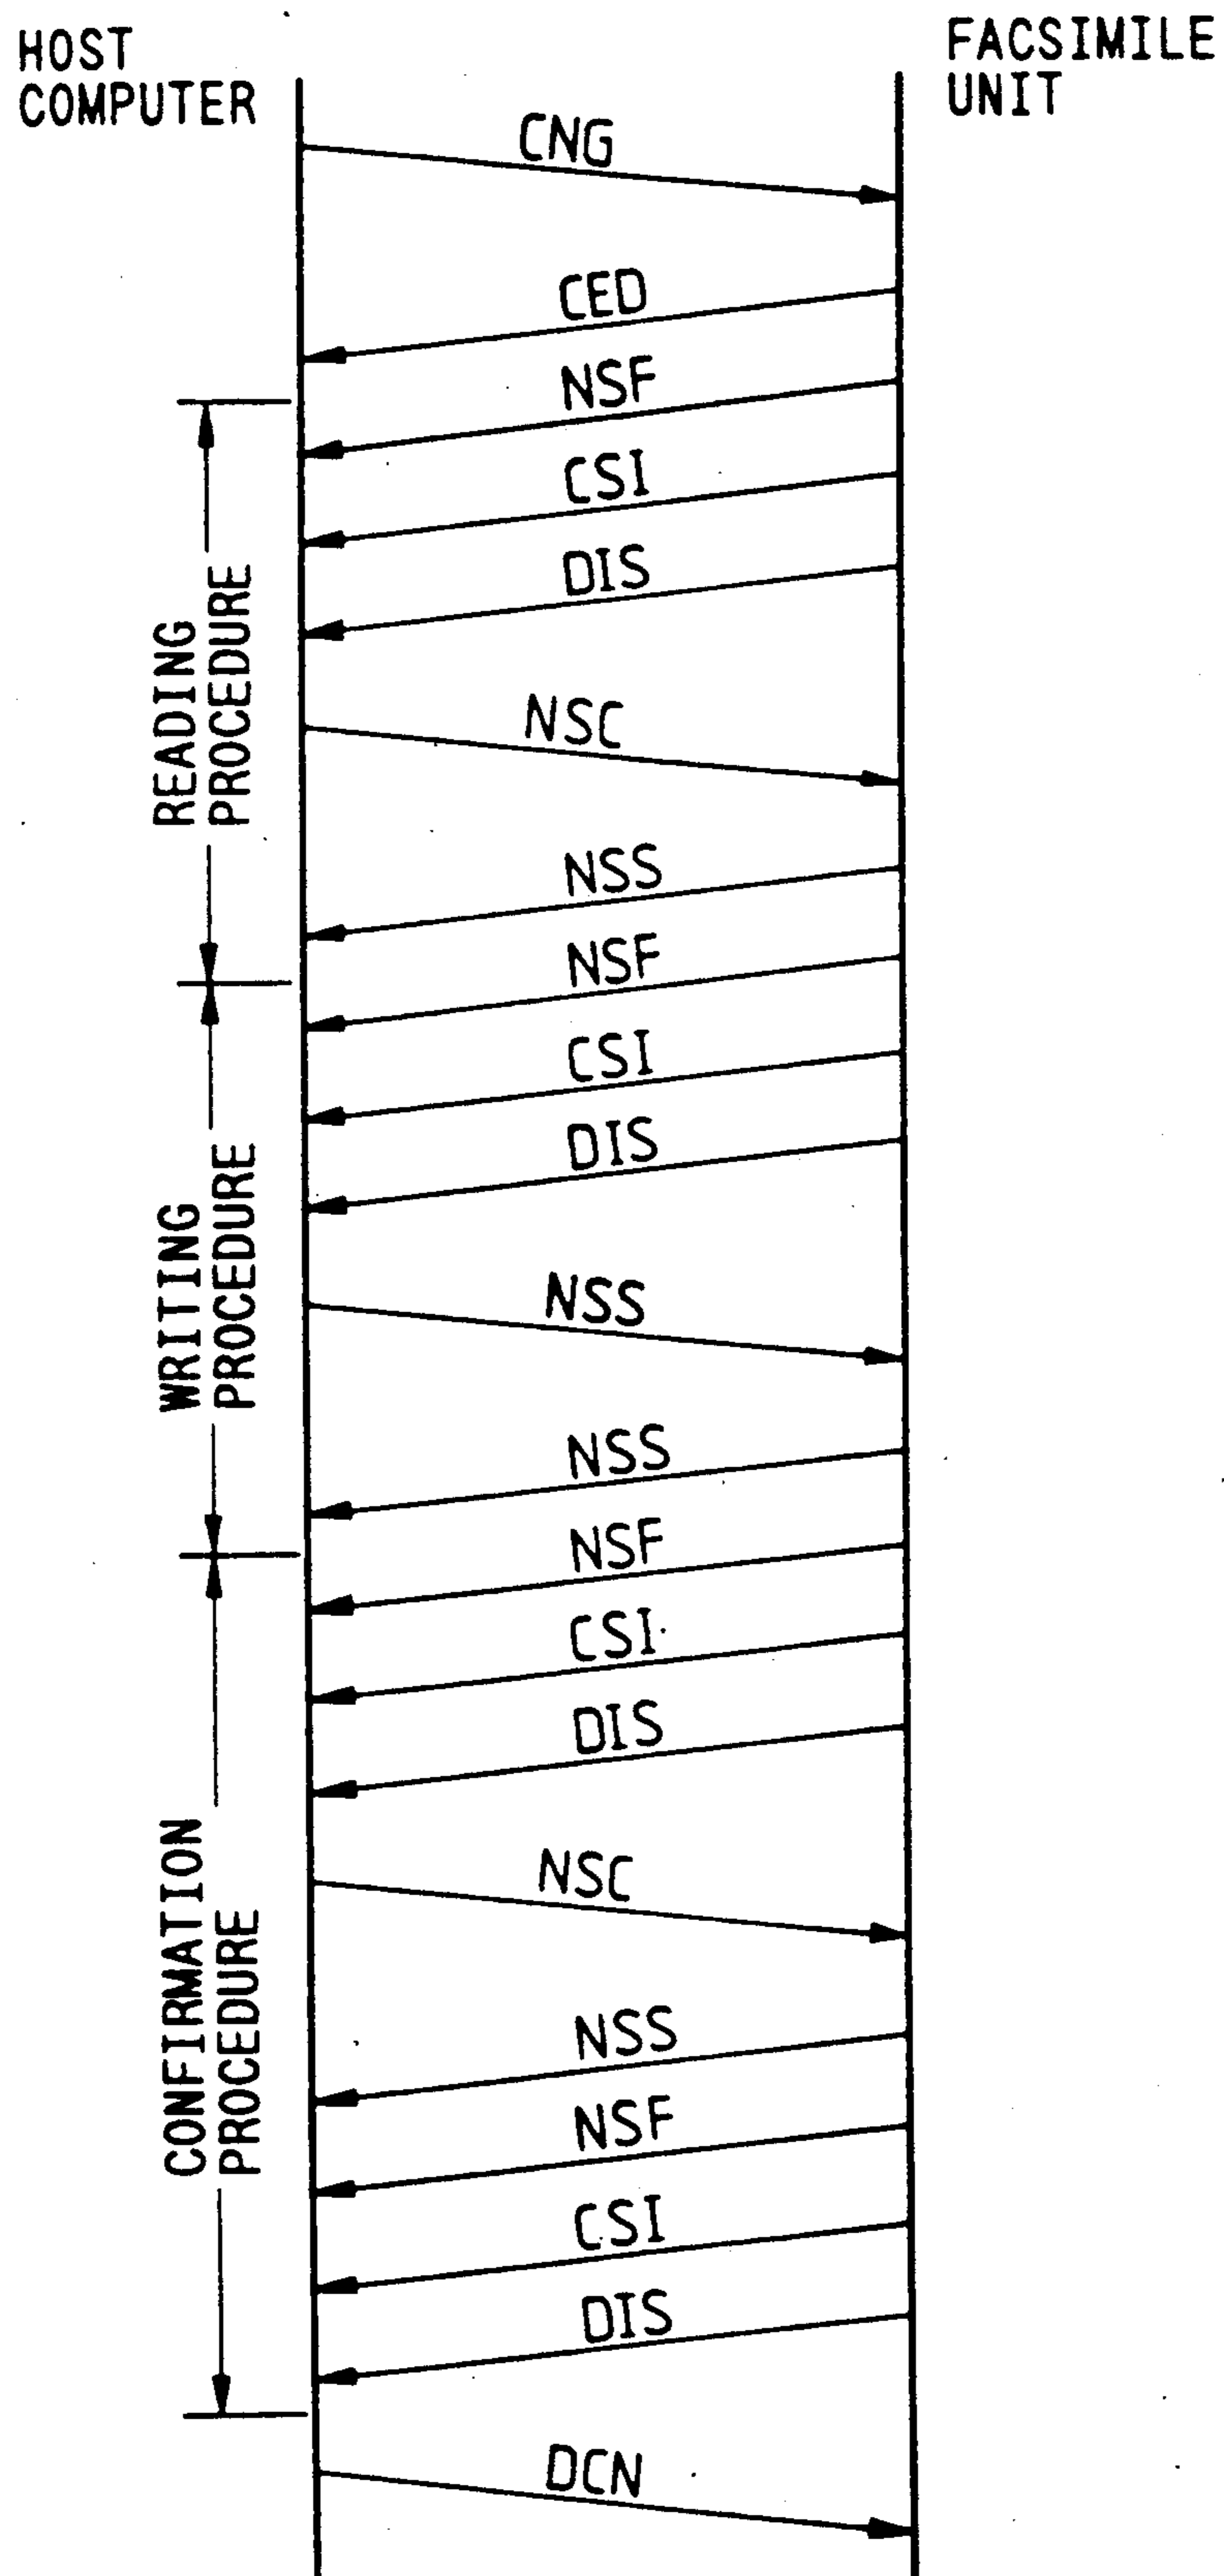 HOST
COMPUTER
FACSIMILE
UNIT
CNG
CED
NSF
CSI
DIS
READING
PROCEDURE
NSC
NSS
NSF
CSI
DIS
WRITING
PROCEDURE
NSS
NSS
NSF
CSI
DIS
CONFIRMATION
PROCEDURE
NSC
NSS
NSF
CSI
DIS
DCN